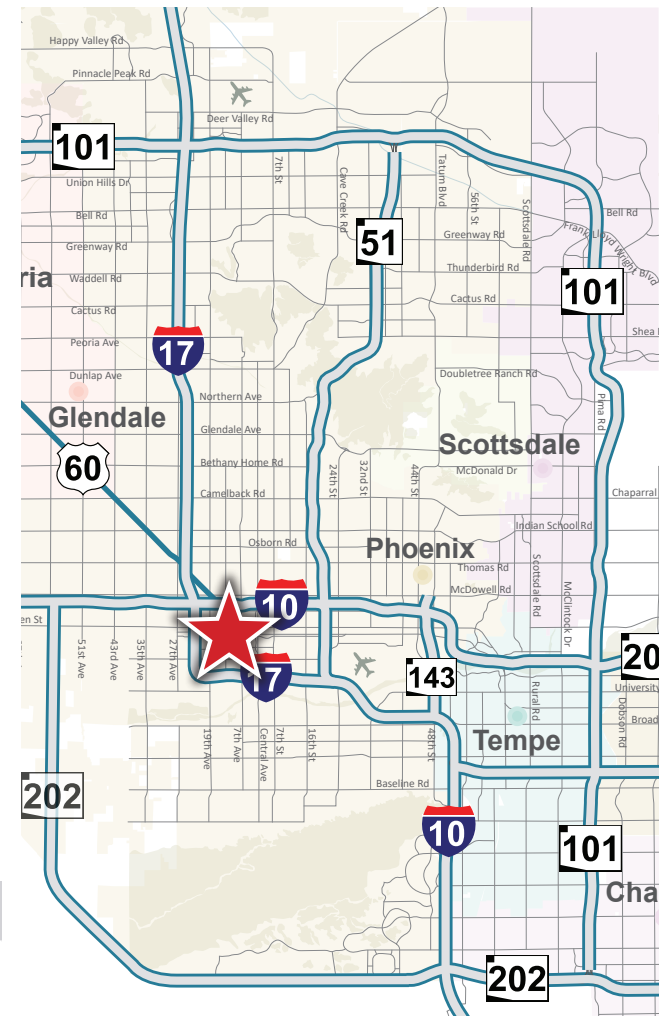 Happy Valley Rd
Pinnacle Peak Rd
Deer Valley Rd
101
7th St
Cave Creek Rd
Tatum Blvd
Union Hills Dr
56th St
Scottsdale Rd
Bell Rd
Bell Rd
51
Greenway Rd
Frank Lloyd Wright Blvd
Greenway Rd
Thunderbird Rd
ria
Waddell Rd
101
Cactus Rd
Cactus Rd
Shea
Peoria Ave
17
Dunlap Ave
Doubletree Ranch Rd
Northern Ave
Pima Rd
Glendale
Glendale Ave
Scottsdale
60
Bethany Home Rd
24th St
32nd St
44th St
McDonald Dr
Camelback Rd
Chaparral
Indian School Rd
Osborn Rd
Phoenix
Thomas Rd
Scottsdale Rd
McClintock Dr
McDowell Rd
10
en St
51st Ave
43rd Ave
35th Ave
27th Ave
20
17
143
University
Rural Rd
Dobson Rd
Broad
19th Ave
7th Ave
Central Ave
7th St
16th St
48th St
Tempe
Baseline Rd
202
10
101
Cha
202